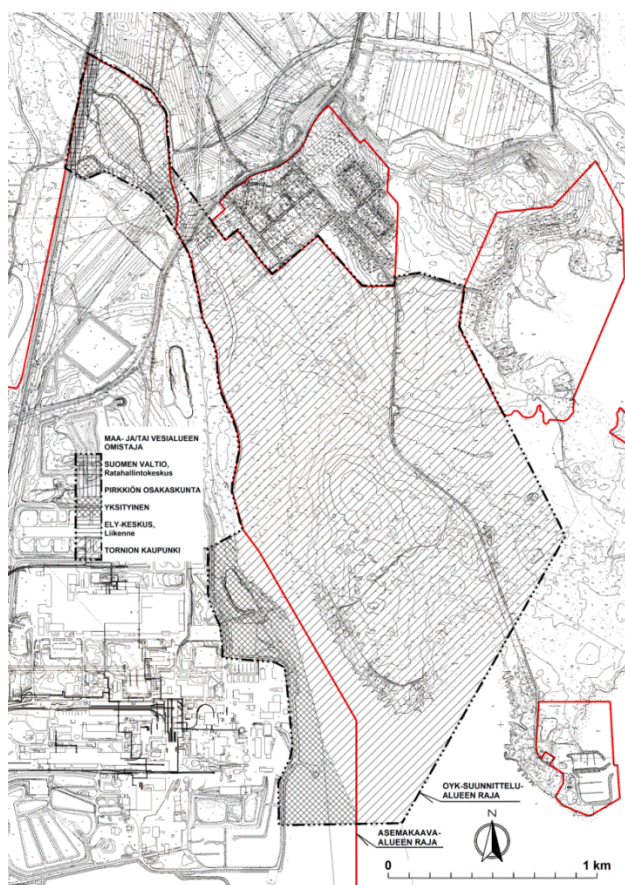 MAA- JA/TAI VESIALUEEN
OMISTAJA
SUOMEN VALTIO,
Ratahallintokeskus
PIRKKIÖN OSAKASKUNTA
YKSITYINEN
ELY-KESKUS,
Liikenne
TORNION KAUPUNKI
OYK-SUUNNITTELU-
ALUEEN RAJA
ASEMAKAAVA-
ALUEEN RAJA
N
0 1 km